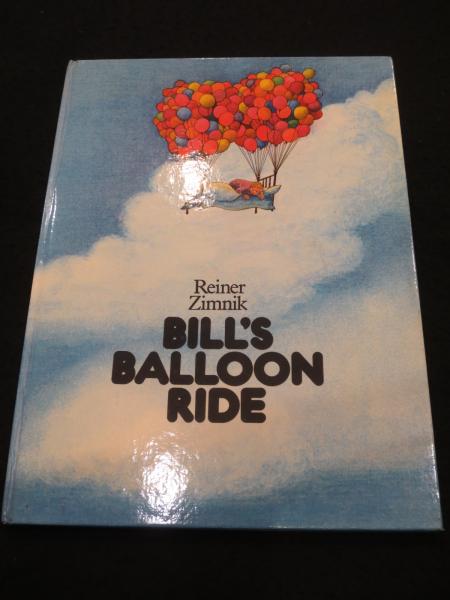 Reiner
Zimnik
BILL'S
BALLOON
RIDE